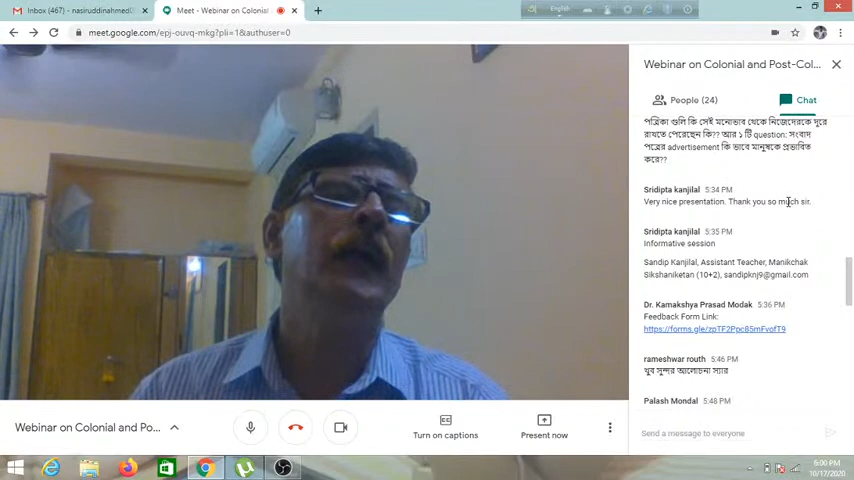 Inbox (467) - nasiruddinahmed
Meet - Webinar on Colonial
English
meet.google.com/epj-ouvq-mkg?pli=1&authuser=0
Webinar on Colonial and Post-Col...
People (24)
Chat
পত্রিকা গুলি কি সেই মনোভাব থেকে নিজেদেরকে দুরে
রাখতে পেরেছেন কি?? আর ১ টি question: সংবাদ
পত্রের advertisement কি ভাবে মানুষকে প্রভাবিত
করে??
Sridipta kanjilal 5:34 PM
Very nice presentation. Thank you so much sir.
Sridipta kanjilal 5:35 PM
Informative session
Sandip Kanjilal, Assistant Teacher, Manikchak
Sikshaniketan (10+2), sandipknj9@gmail.com
Dr. Kamakshya Prasad Modak 5:36 PM
Feedback Form Link:
https://forms.gle/zpTF2Ppc85mFvofT9
rameshwar routh 5:46 PM
খুব সুন্দর আলোচনা স্যার
Palash Mondal 5:48 PM
Send a message to everyone
Webinar on Colonial and Po...
Turn on captions
Present now
6:00 PM
10/17/2020